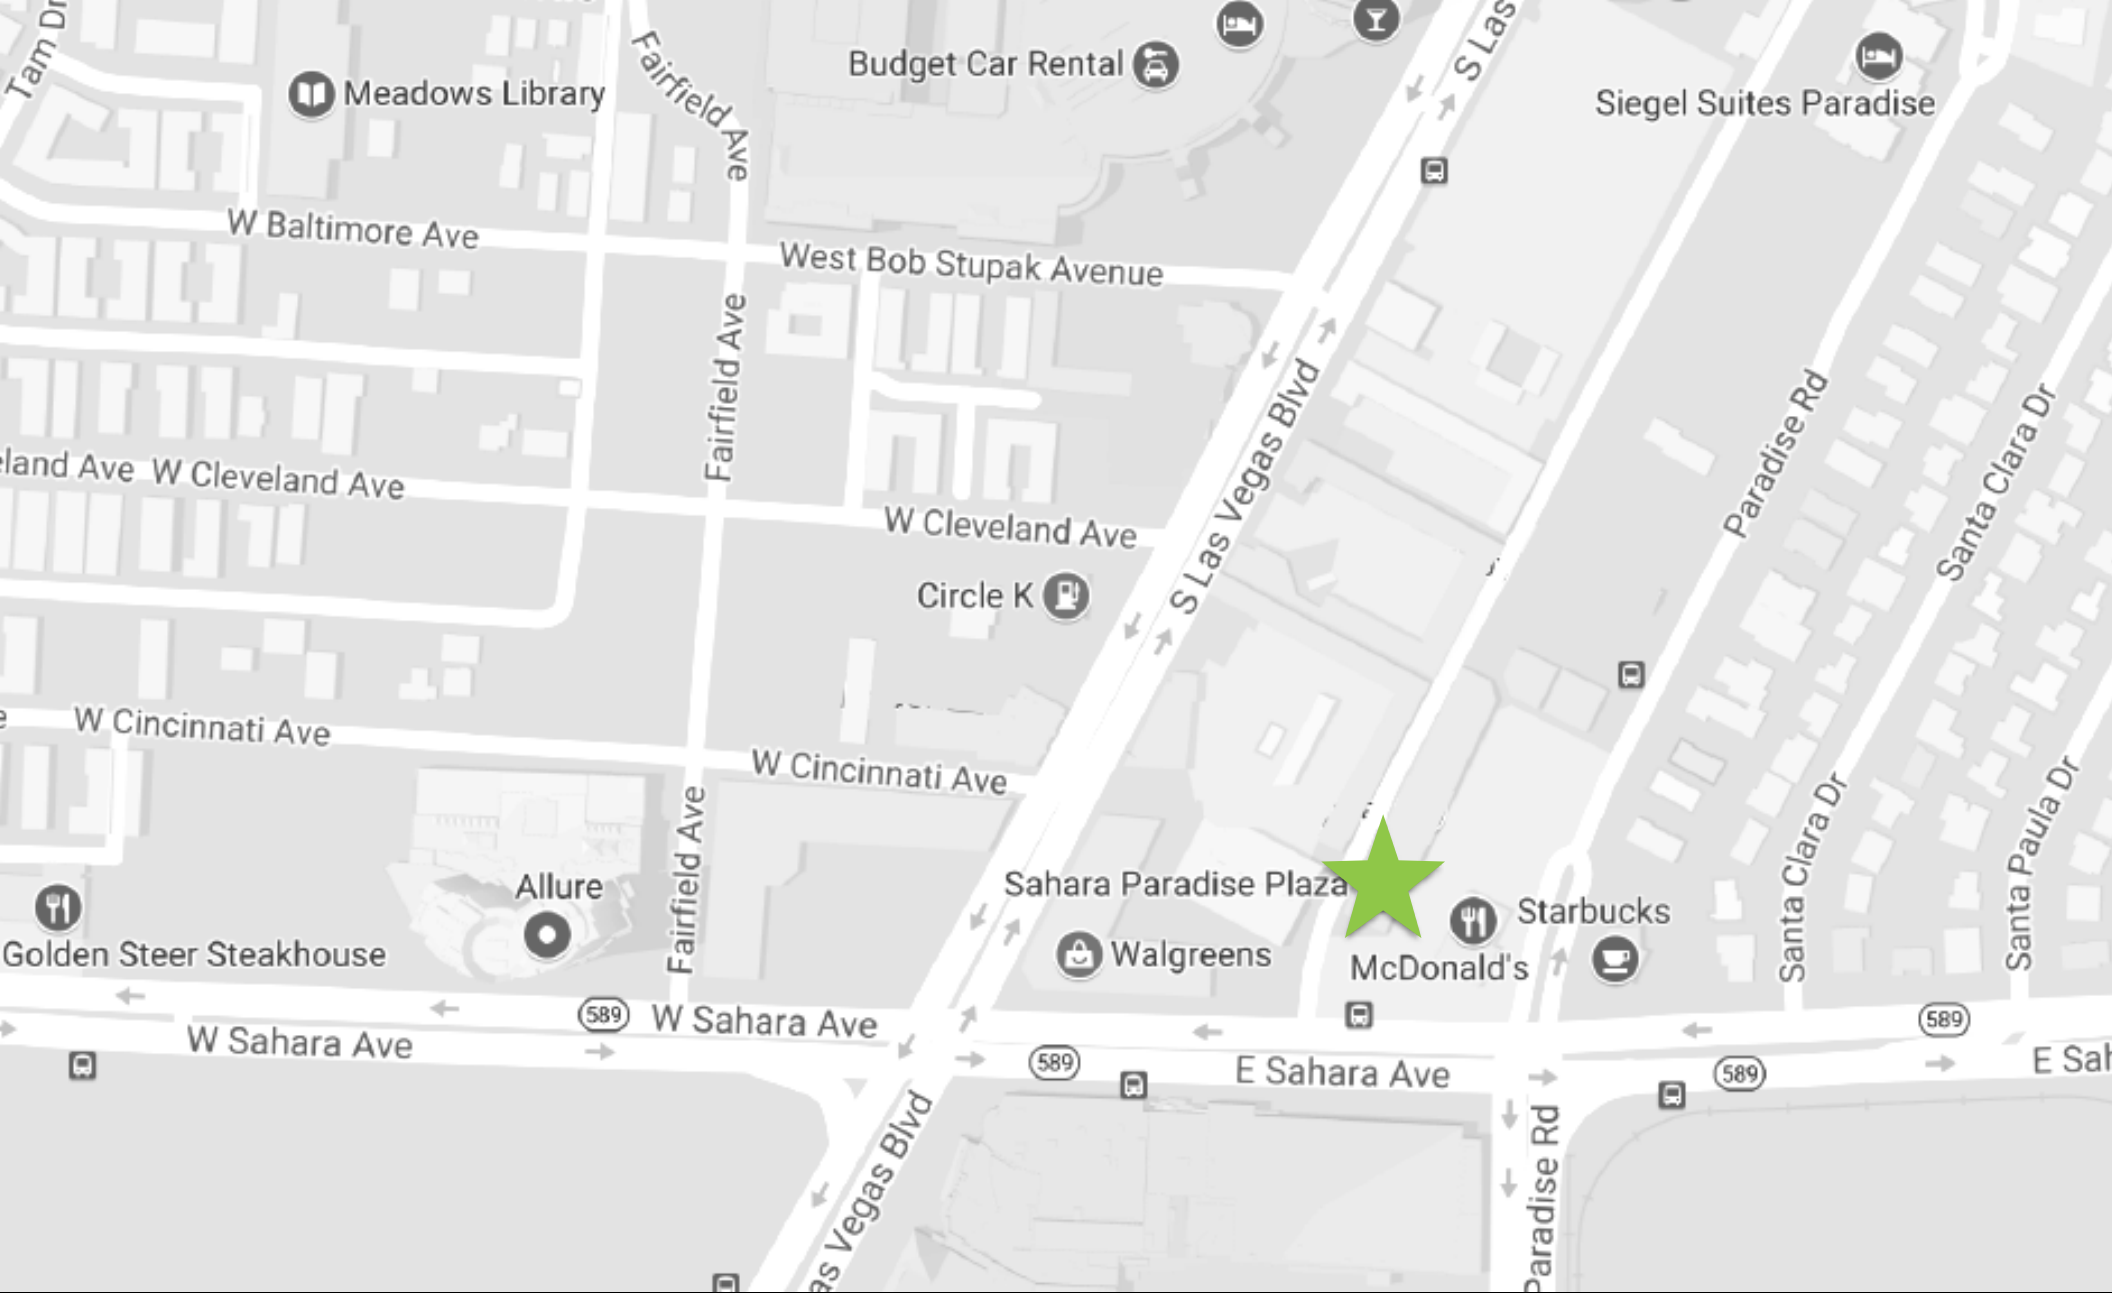 Tam Dr
Meadows Library
Fairfield Ave
Budget Car Rental
S Las
Siegel Suites Paradise
W Baltimore Ave
West Bob Stupak Avenue
Fairfield Ave
S Las Vegas Blvd
Paradise Rd
Santa Clara Dr
eland Ave
W Cleveland Ave
W Cleveland Ave
Circle K
W Cincinnati Ave
W Cincinnati Ave
Fairfield Ave
Santa Clara Dr
Santa Paula Dr
Allure
Sahara Paradise Plaza
Starbucks
Golden Steer Steakhouse
Walgreens
McDonald's
589
W Sahara Ave
589
W Sahara Ave
589
E Sahara Ave
589
E Sah
as Vegas Blvd
Paradise Rd